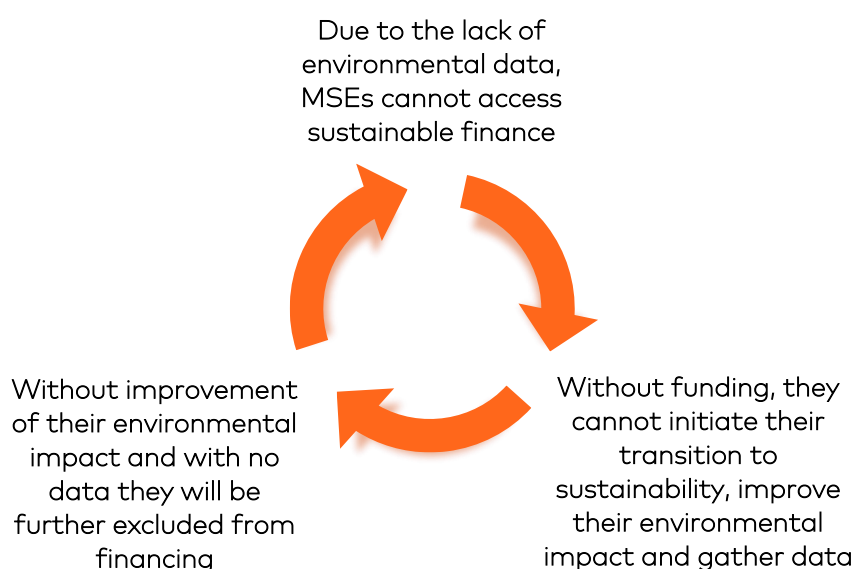 Due to the lack of
environmental data,
MSEs cannot access
sustainable finance
Without funding, they
cannot initiate their
transition to
sustainability, improve
their environmental
impact and gather data
Without improvement
of their environmental
impact and with no
data they will be
further excluded from
financing